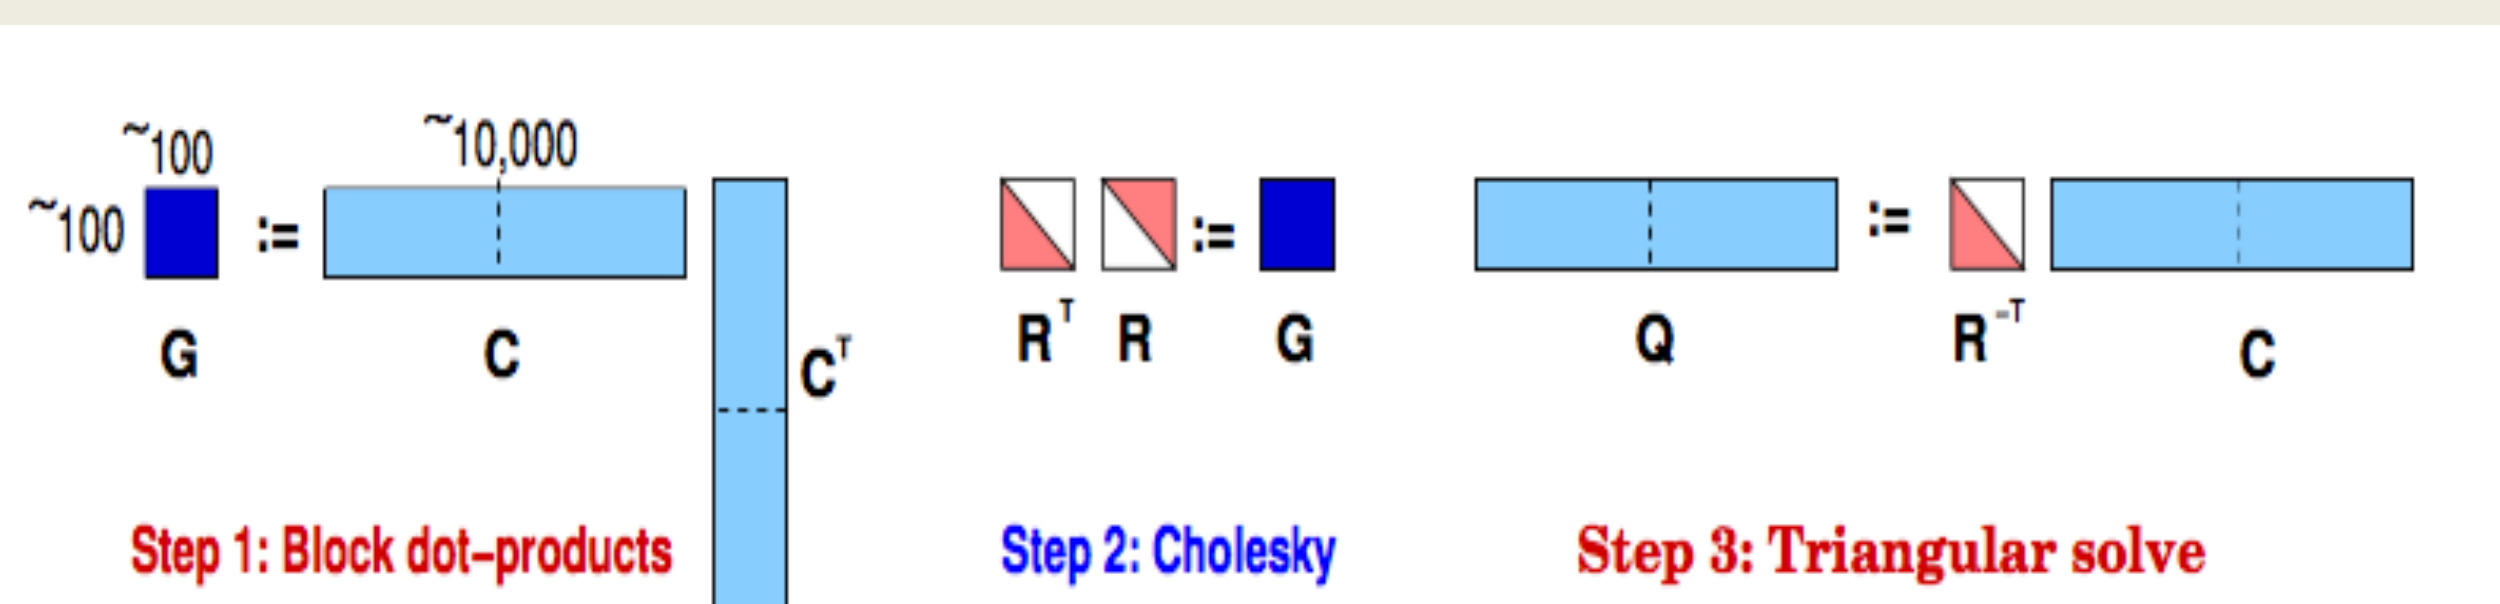 ~100
~10,000
~100
:=
:=
:=
G
C
C^T
R^T
R
G
Q
R^-T
C
Step 1: Block dot-products
Step 2: Cholesky
Step 3: Triangular solve